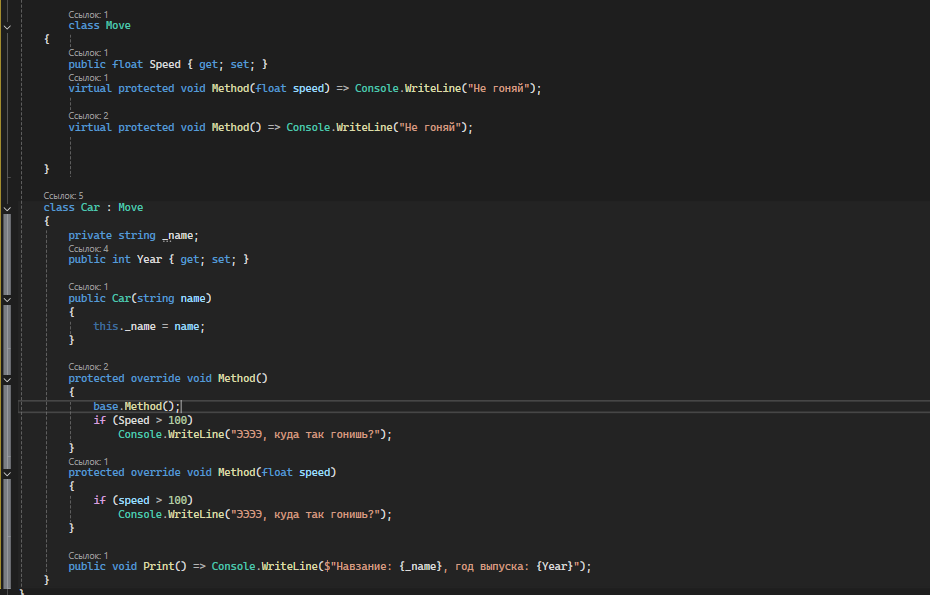 Ссылок: 1
class Move
{
Ссылок: 1
public float Speed { get; set; }
Ссылок: 1
virtual protected void Method(float speed) => Console.WriteLine("Не гоняй");
Ссылок: 2
virtual protected void Method() => Console.WriteLine("Не гоняй");
}
Ссылок: 5
class Car : Move
{
private string _name;
Ссылок: 4
public int Year { get; set; }
Ссылок: 1
public Car(string name)
{
this._name = name;
}
Ссылок: 2
protected override void Method()
{
base.Method();
if (Speed > 100)
Console.WriteLine("ЭЭЭЭ, куда так гонишь?");
}
Ссылок: 1
protected override void Method(float speed)
{
if (speed > 100)
Console.WriteLine("ЭЭЭЭ, куда так гонишь?");
}
Ссылок: 1
public void Print() => Console.WriteLine($"Навзание: {_name}, год выпуска: {Year}");
}
}